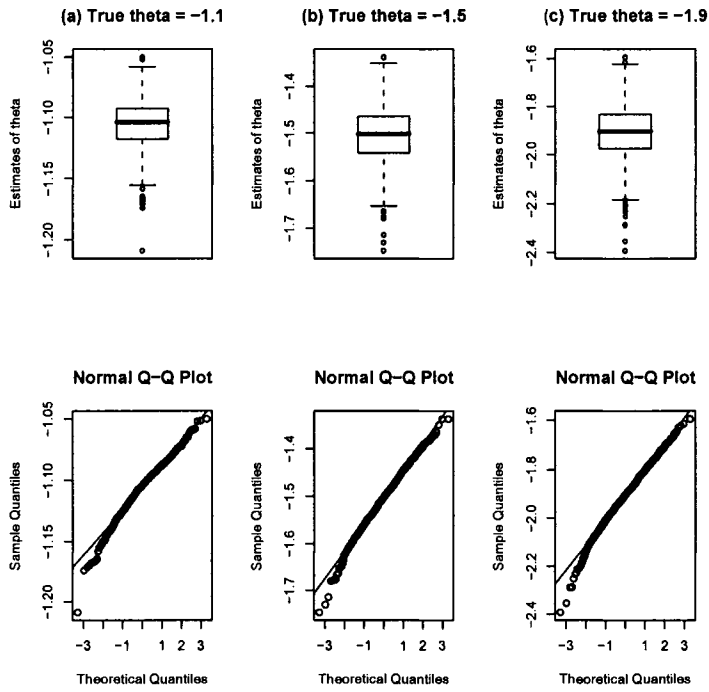 (a) True theta = −1.1
(b) True theta = −1.5
(c) True theta = −1.9
Estimates of theta
−1.05
−1.10
−1.15
−1.20
Estimates of theta
−1.4
−1.5
−1.6
−1.7
Estimates of theta
−1.6
−1.8
−2.0
−2.2
−2.4
Normal Q−Q Plot
Normal Q−Q Plot
Normal Q−Q Plot
Sample Quantiles
−1.05
−1.10
−1.15
−1.20
Sample Quantiles
−1.4
−1.5
−1.6
−1.7
Sample Quantiles
−1.6
−1.8
−2.0
−2.2
−2.4
−3 −1 1 2 3
−3 −1 1 2 3
−3 −1 1 2 3
Theoretical Quantiles
Theoretical Quantiles
Theoretical Quantiles